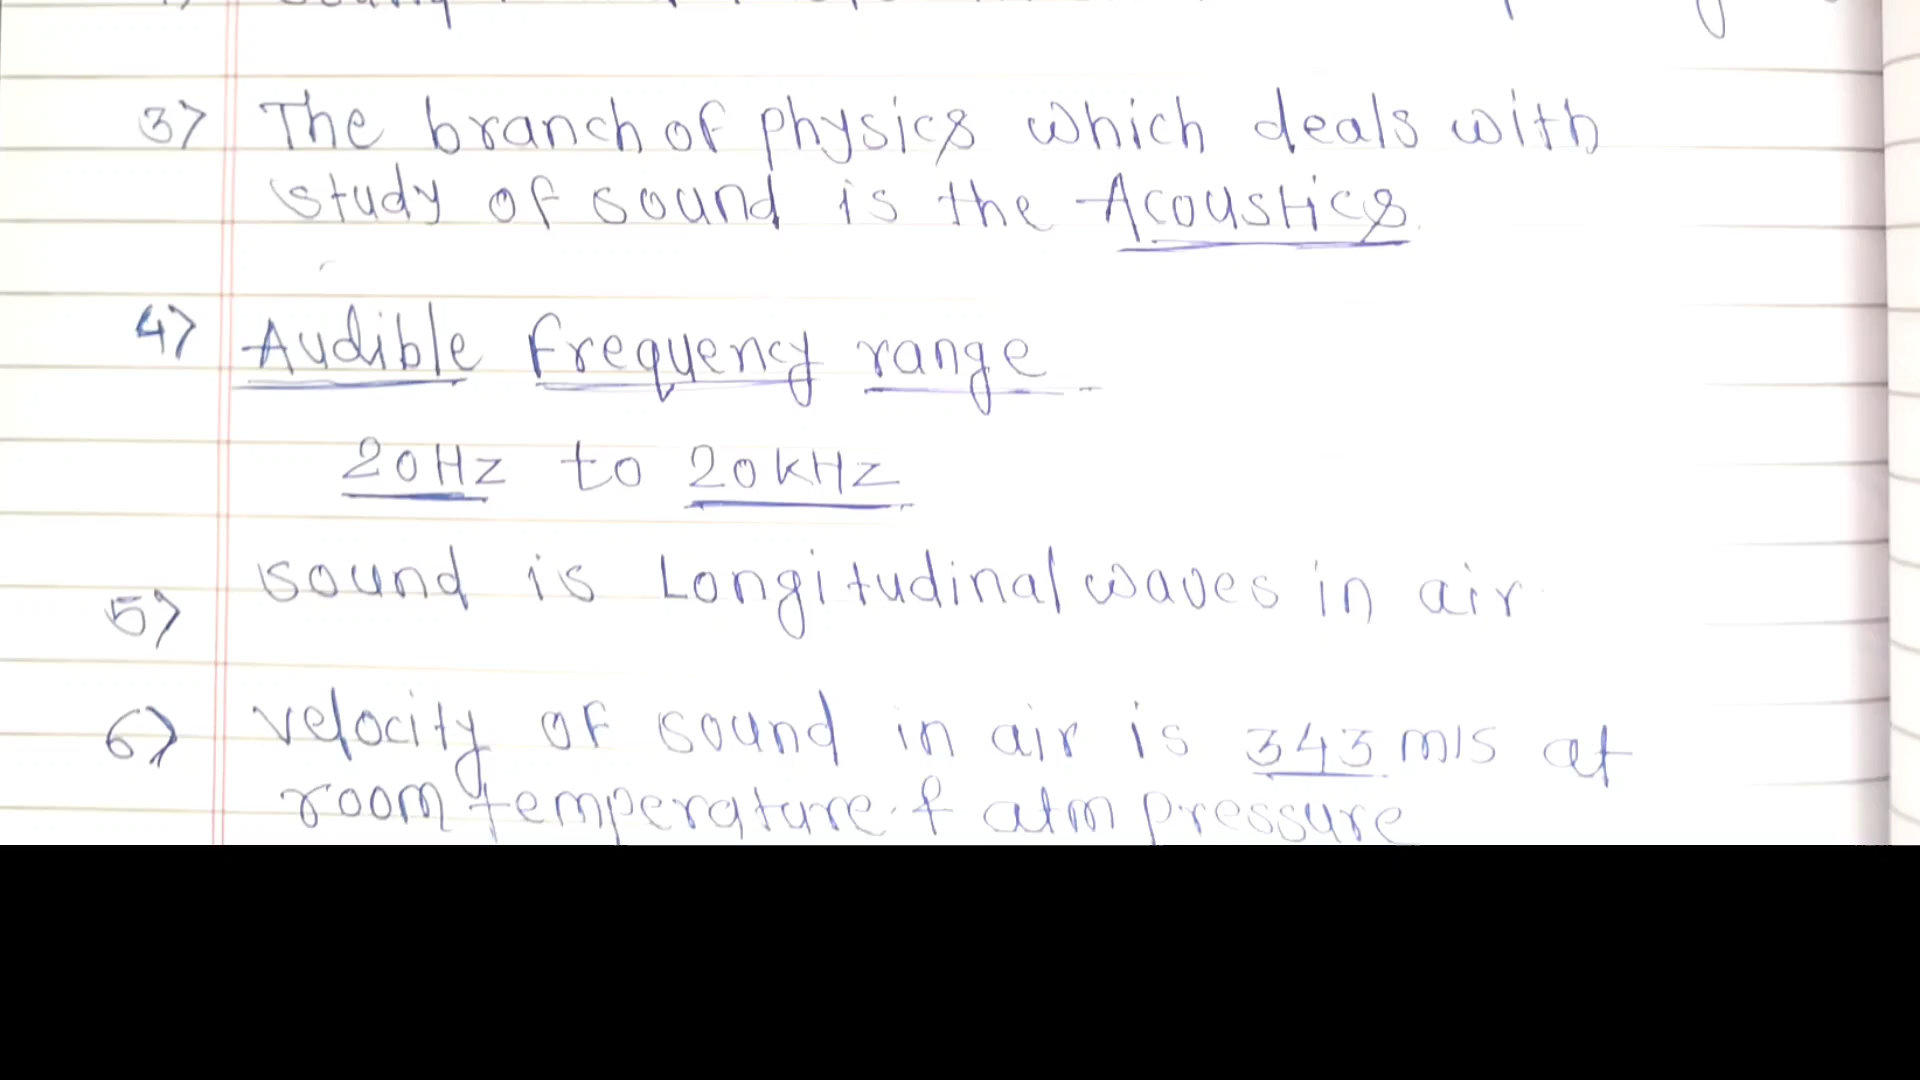 3) The branch of physics which deals with
study of sound is the Acoustics.
4) Audible frequency range
20Hz to 20kHz
5) sound is Longitudinal waves in air
6) velocity of sound in air is 343 m/s at
room temperature & atm pressure